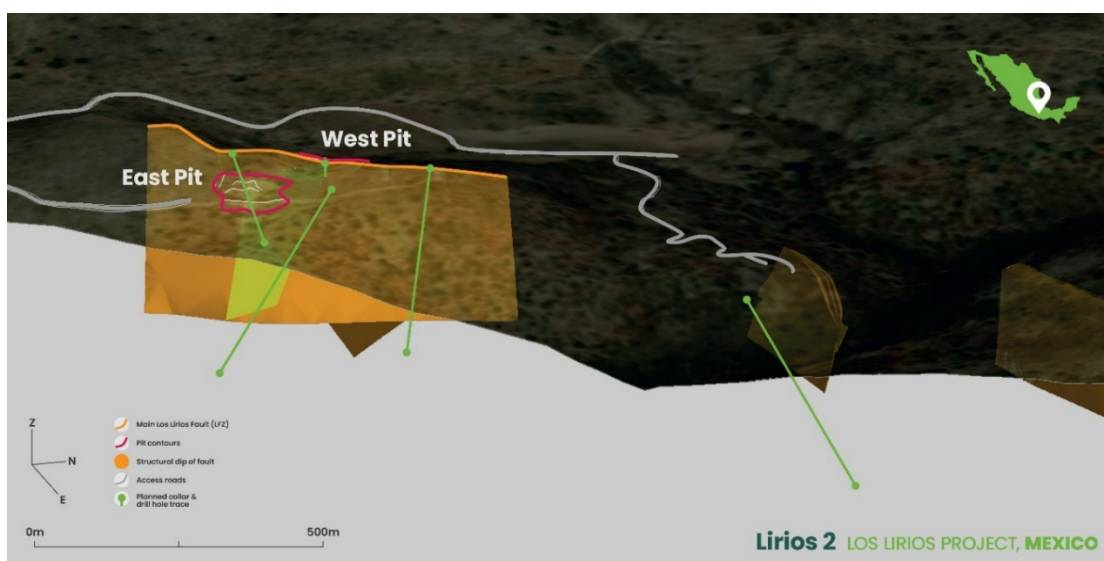 West Pit
East Pit
Z
N
E
Main Los Lirios Fault (LFZ)
Pit contours
Structural dip of fault
Access roads
Planned collar &
drill hole trace
0m
500m
Lirios 2 LOS LIRIOS PROJECT, MEXICO